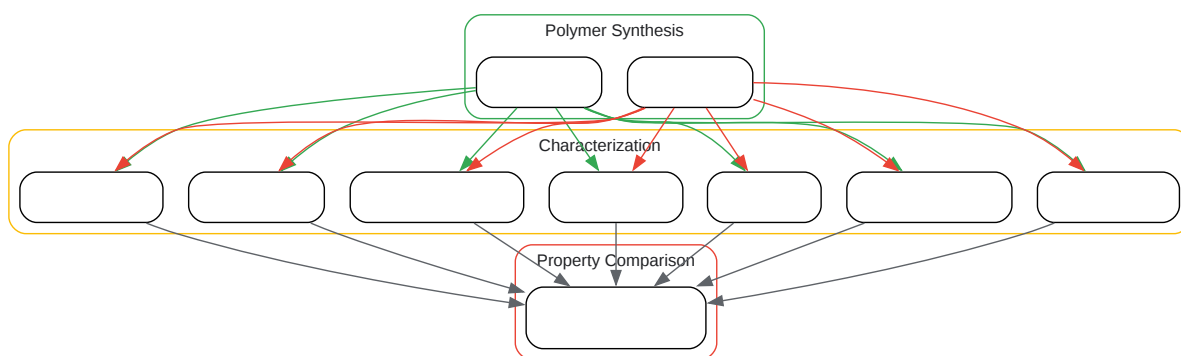 Polymer Synthesis
Characterization
Property Comparison